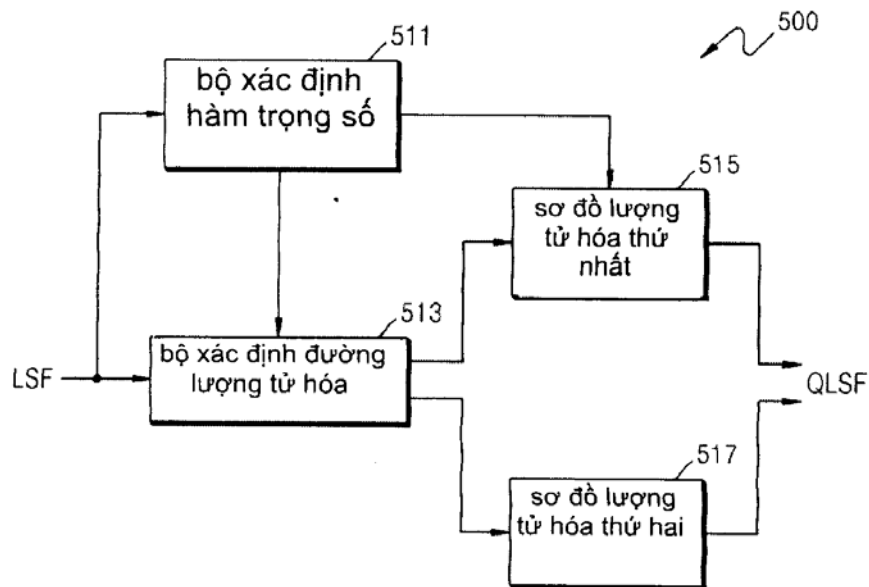 500
511
bộ xác định
hàm trọng số
515
sơ đồ lượng
tử hóa thứ
nhất
513
bộ xác định đường
lượng tử hóa
LSF
QLSF
517
sơ đồ lượng
tử hóa thứ hai